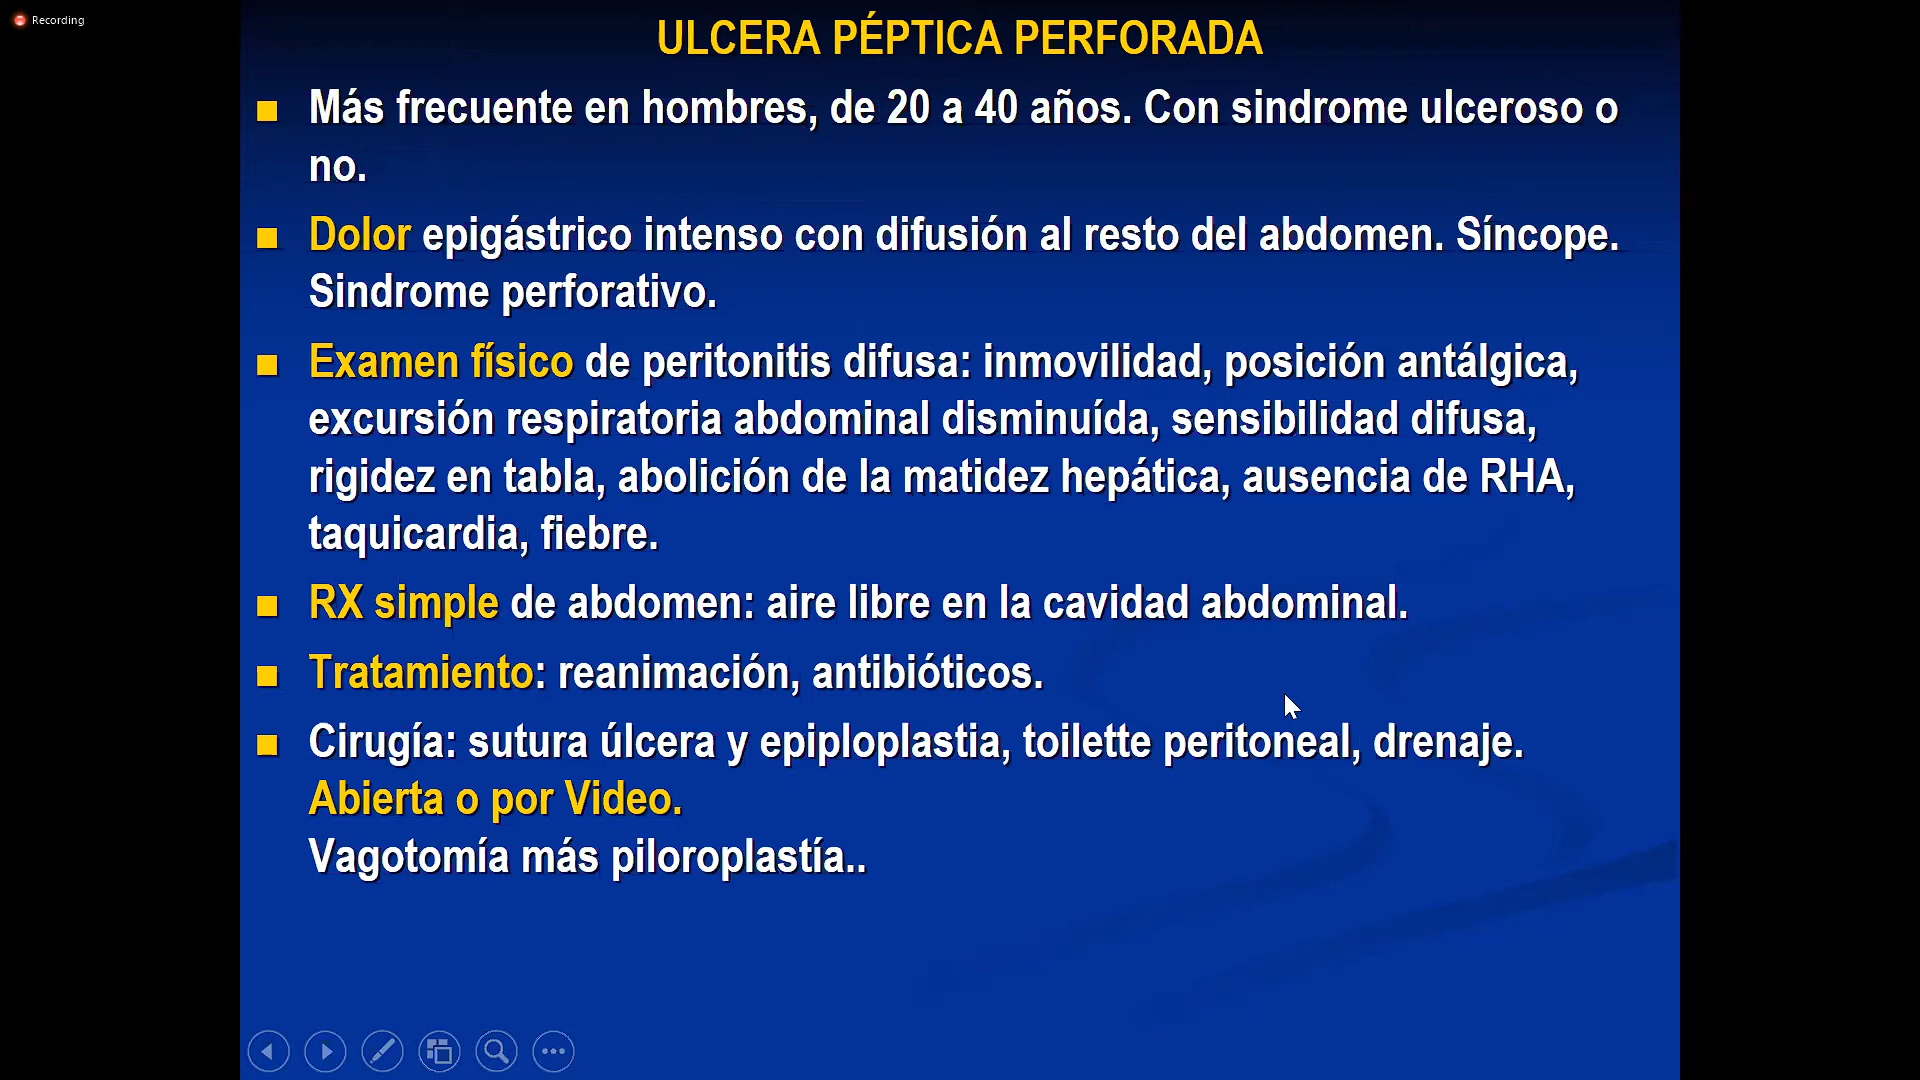 Recording
ULCERA PÉPTICA PERFORADA
Más frecuente en hombres, de 20 a 40 años. Con sindrome ulceroso o
no.
Dolor epigástrico intenso con difusión al resto del abdomen. Síncope.
Sindrome perforativo.
Examen físico de peritonitis difusa: inmovilidad, posición antálgica,
excursión respiratoria abdominal disminuída, sensibilidad difusa,
rigidez en tabla, abolición de la matidez hepática, ausencia de RHA,
taquicardia, fiebre.
RX simple de abdomen: aire libre en la cavidad abdominal.
Tratamiento: reanimación, antibióticos.
Cirugía: sutura úlcera y epiploplastia, toilette peritoneal, drenaje.
Abierta o por Video.
Vagotomía más piloroplastía..